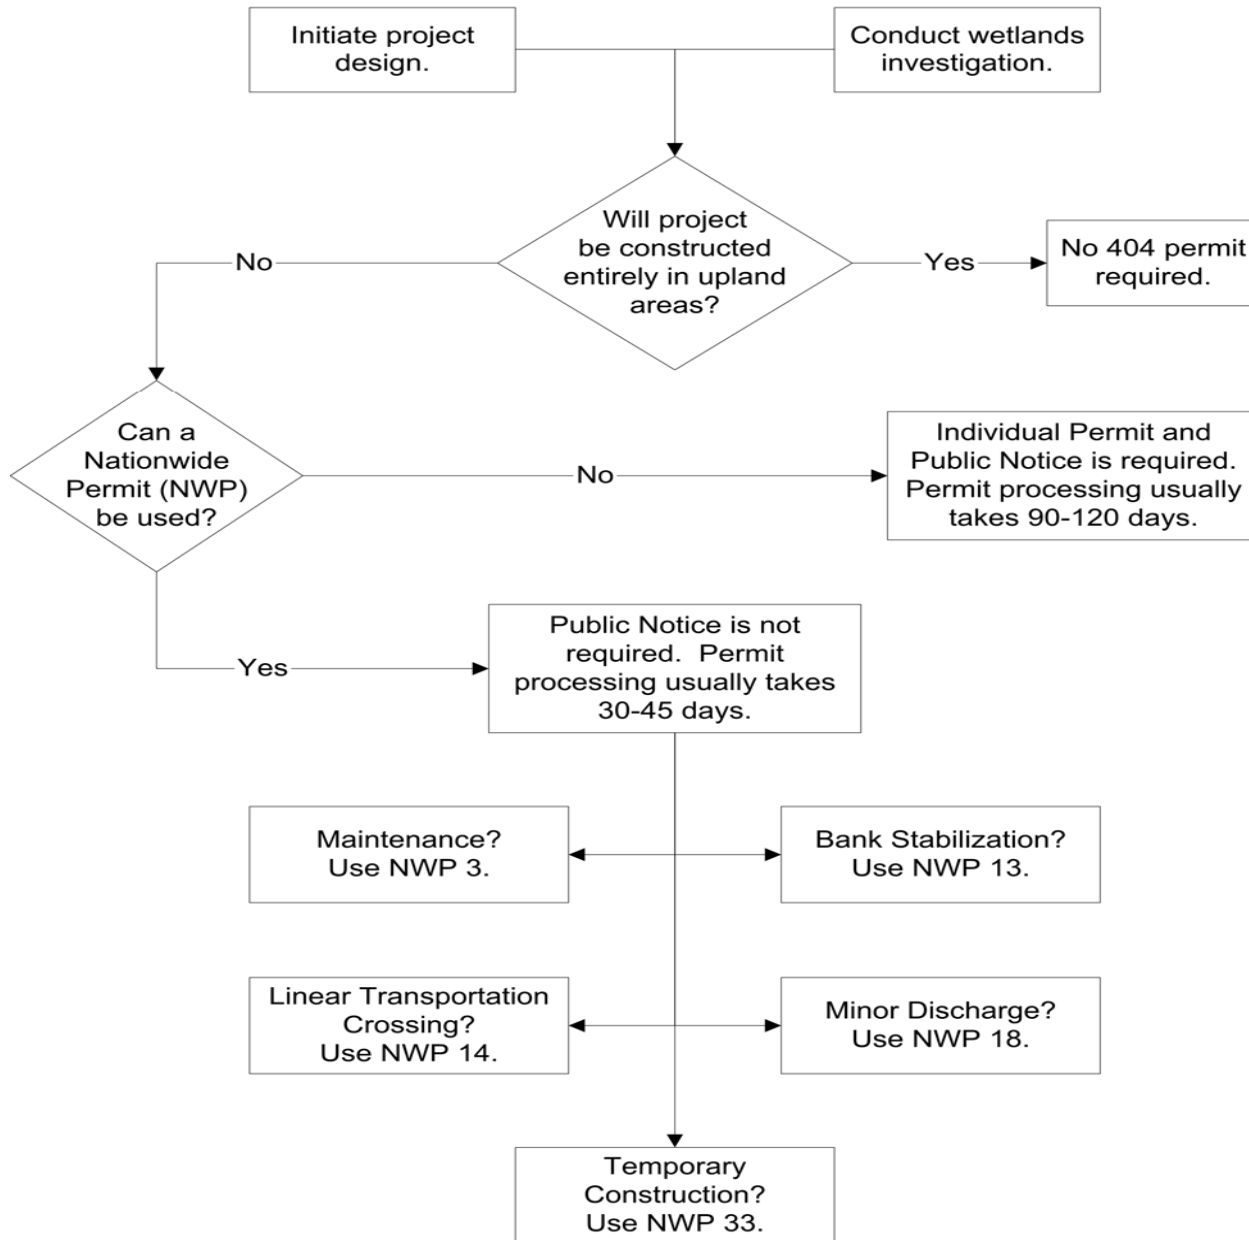 Initiate project
design.
Conduct wetlands
investigation.
Will project
be constructed
entirely in upland
areas?
No
Yes
No 404 permit
required.
Can a
Nationwide
Permit (NWP)
be used?
No
Individual Permit and
Public Notice is required.
Permit processing usually
takes 90-120 days.
Yes
Public Notice is not
required.  Permit
processing usually takes
30-45 days.
Maintenance?
Use NWP 3.
Bank Stabilization?
Use NWP 13.
Linear Transportation
Crossing?
Use NWP 14.
Minor Discharge?
Use NWP 18.
Temporary
Construction?
Use NWP 33.